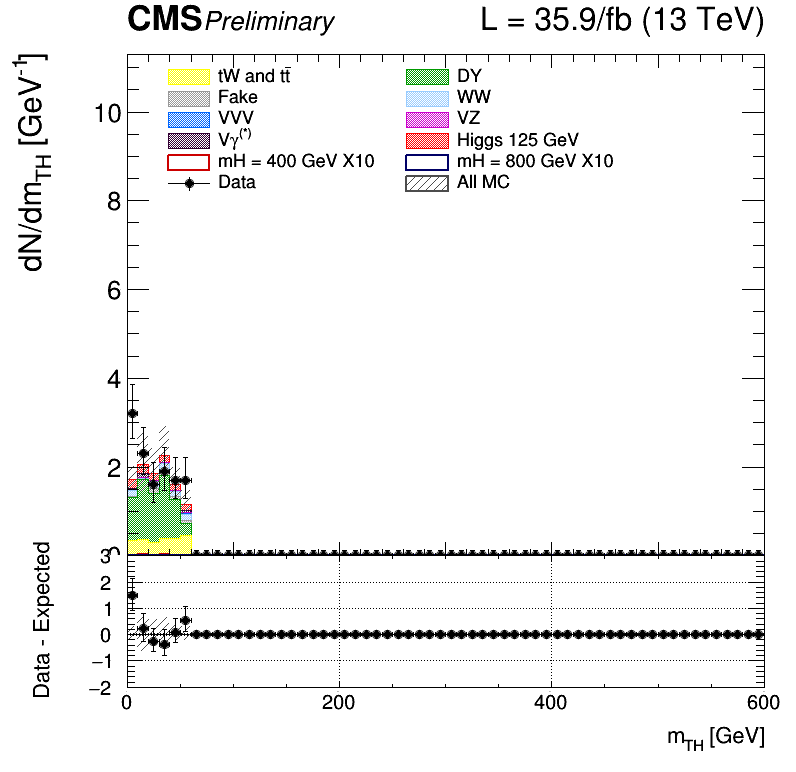 CMS Preliminary L = 35.9/fb (13 TeV)
dN/dm_TH [GeV^-1]
tW and tt̄ DY
Fake WW
VVV VZ
Vγ^(*) Higgs 125 GeV
mH = 400 GeV X10 mH = 800 GeV X10
Data All MC
10
8
6
4
2
0
Data - Expected
3
2
1
0
−1
−2
0 200 400 600
m_TH [GeV]